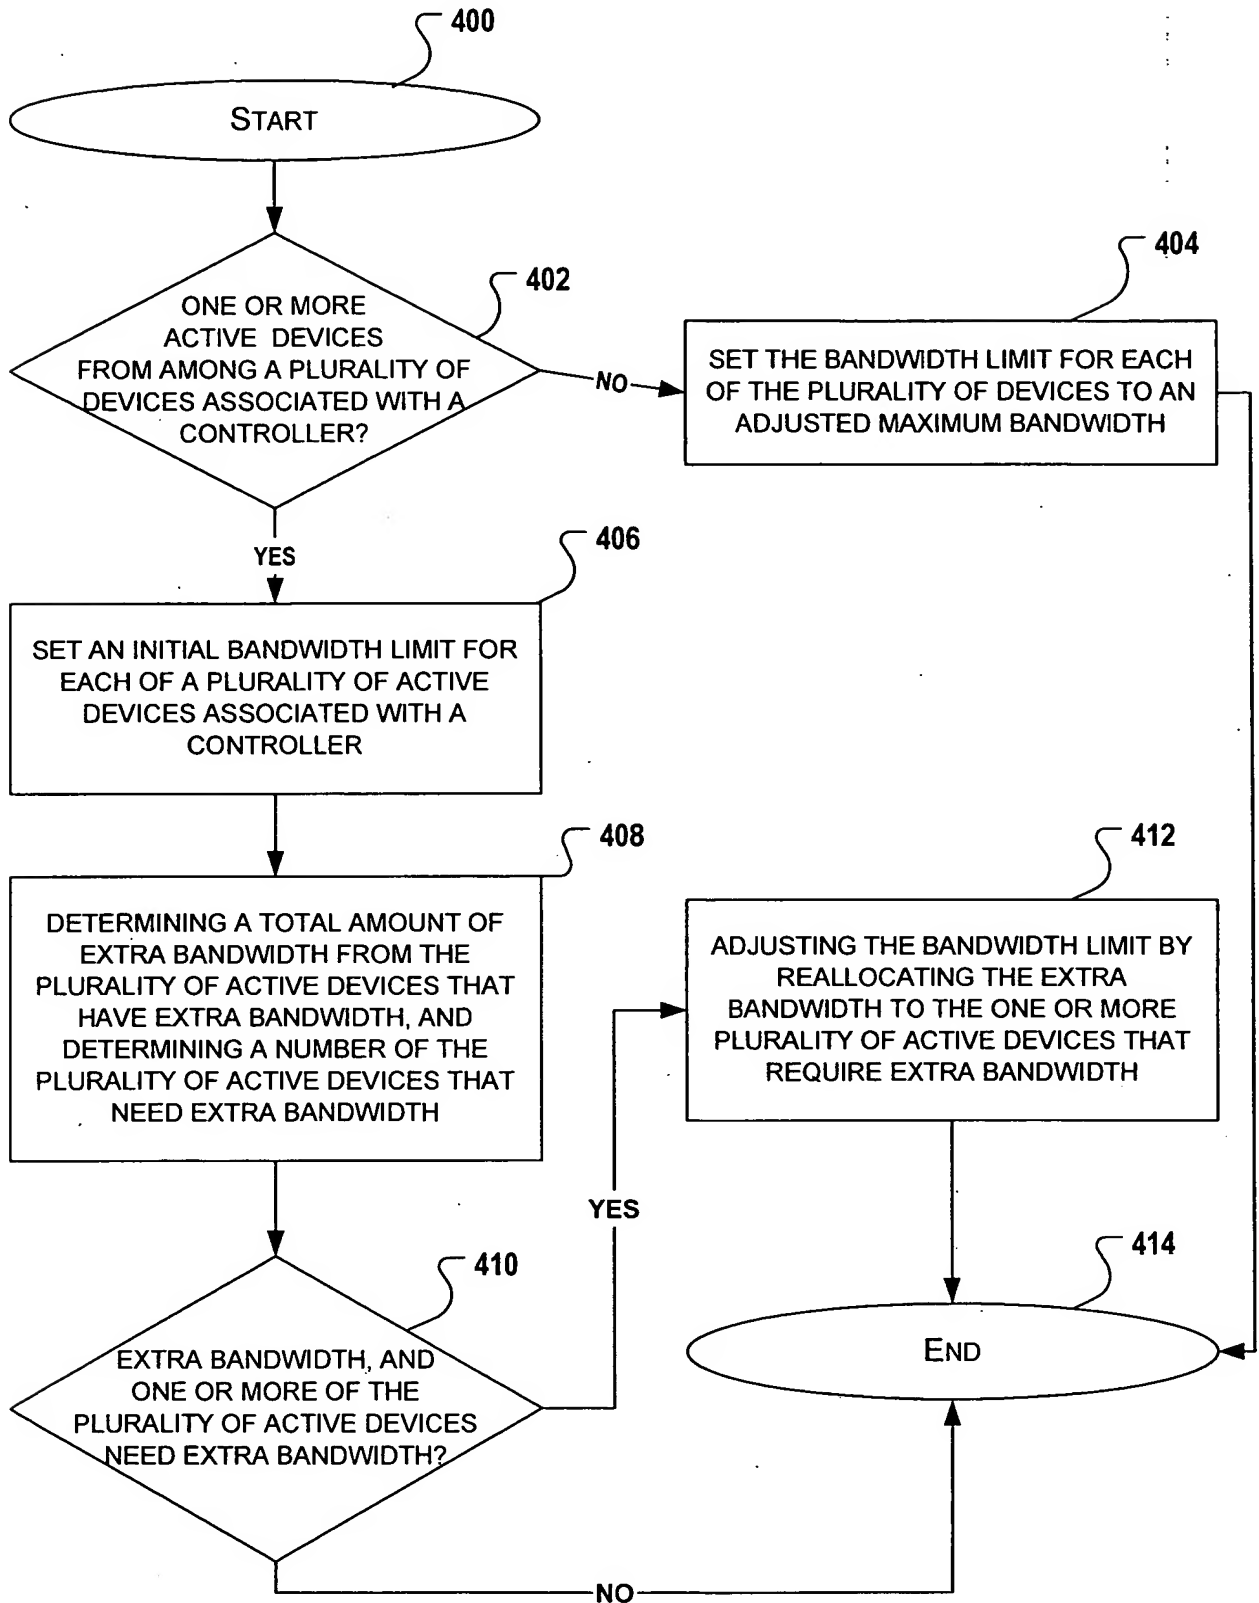 400
START
402
ONE OR MORE
ACTIVE DEVICES
FROM AMONG A PLURALITY OF
DEVICES ASSOCIATED WITH A
CONTROLLER?
NO
404
SET THE BANDWIDTH LIMIT FOR EACH
OF THE PLURALITY OF DEVICES TO AN
ADJUSTED MAXIMUM BANDWIDTH
YES
406
SET AN INITIAL BANDWIDTH LIMIT FOR
EACH OF A PLURALITY OF ACTIVE
DEVICES ASSOCIATED WITH A
CONTROLLER
408
DETERMINING A TOTAL AMOUNT OF
EXTRA BANDWIDTH FROM THE
PLURALITY OF ACTIVE DEVICES THAT
HAVE EXTRA BANDWIDTH, AND
DETERMINING A NUMBER OF THE
PLURALITY OF ACTIVE DEVICES THAT
NEED EXTRA BANDWIDTH
410
EXTRA BANDWIDTH, AND
ONE OR MORE OF THE
PLURALITY OF ACTIVE DEVICES
NEED EXTRA BANDWIDTH?
YES
412
ADJUSTING THE BANDWIDTH LIMIT BY
REALLOCATING THE EXTRA
BANDWIDTH TO THE ONE OR MORE
PLURALITY OF ACTIVE DEVICES THAT
REQUIRE EXTRA BANDWIDTH
414
END
NO